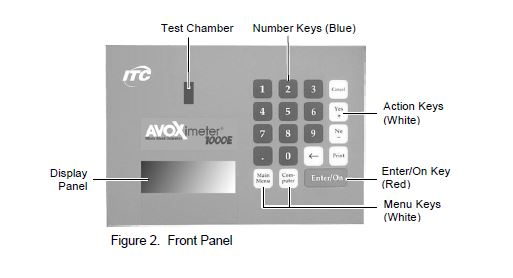 Test Chamber
Number Keys (Blue)
ITC
1 2 3 Cancel
4 5 6 Yes +
Action Keys
(White)
AVOXimeter®
1000E
7 8 9 No −
. 0 ← Print
Display
Panel
Main
Menu
Com-
puter
Enter/On
Enter/On Key
(Red)
Menu Keys
(White)
Figure 2. Front Panel